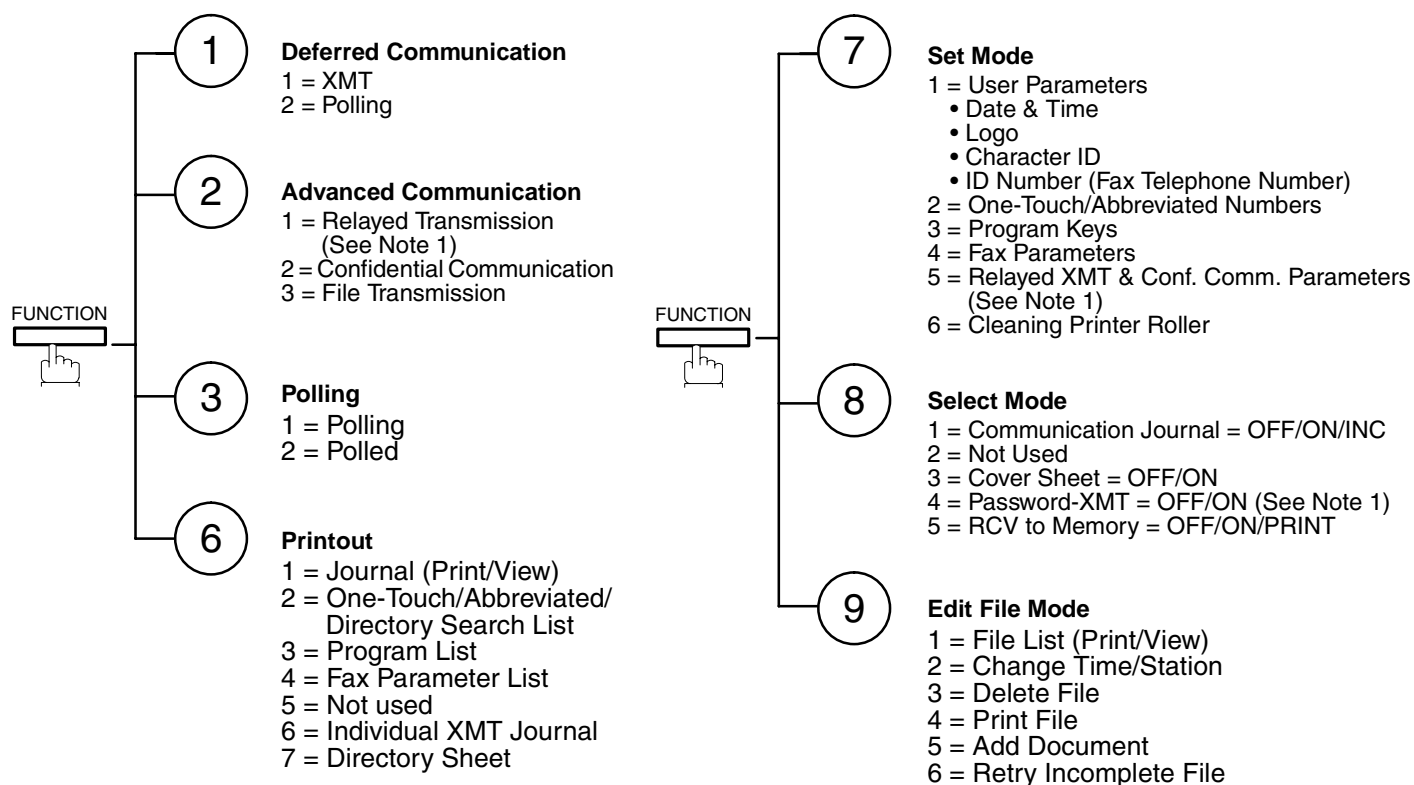 FUNCTION
1
Deferred Communication
1 = XMT
2 = Polling
2
Advanced Communication
1 = Relayed Transmission
(See Note 1)
2 = Confidential Communication
3 = File Transmission
3
Polling
1 = Polling
2 = Polled
6
Printout
1 = Journal (Print/View)
2 = One-Touch/Abbreviated/
Directory Search List
3 = Program List
4 = Fax Parameter List
5 = Not used
6 = Individual XMT Journal
7 = Directory Sheet
FUNCTION
7
Set Mode
1 = User Parameters
• Date & Time
• Logo
• Character ID
• ID Number (Fax Telephone Number)
2 = One-Touch/Abbreviated Numbers
3 = Program Keys
4 = Fax Parameters
5 = Relayed XMT & Conf. Comm. Parameters
(See Note 1)
6 = Cleaning Printer Roller
8
Select Mode
1 = Communication Journal = OFF/ON/INC
2 = Not Used
3 = Cover Sheet = OFF/ON
4 = Password-XMT = OFF/ON (See Note 1)
5 = RCV to Memory = OFF/ON/PRINT
9
Edit File Mode
1 = File List (Print/View)
2 = Change Time/Station
3 = Delete File
4 = Print File
5 = Add Document
6 = Retry Incomplete File